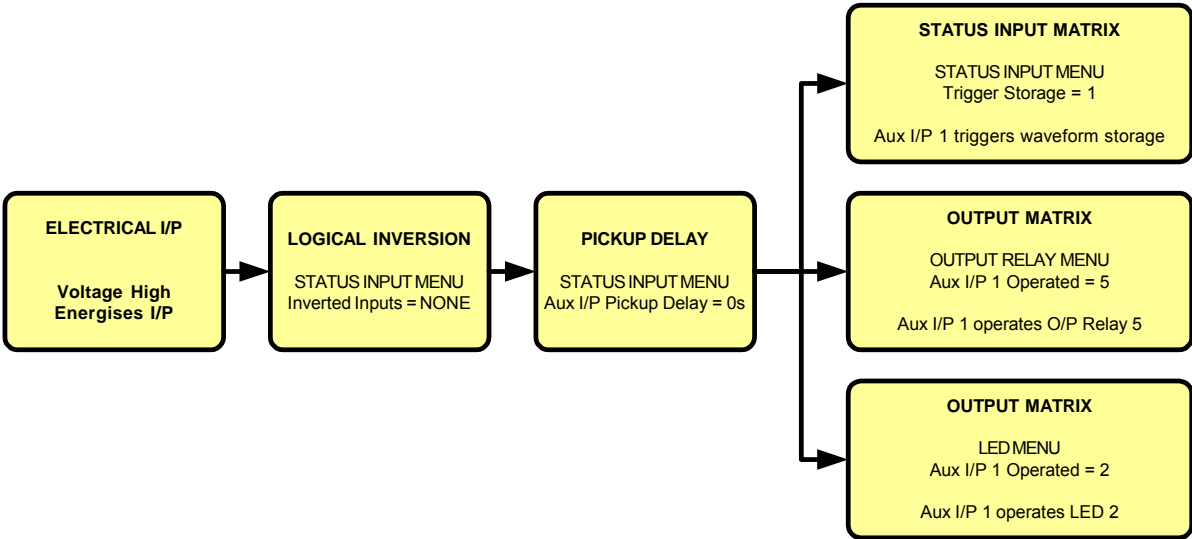 ELECTRICAL I/P
Voltage High
Energises I/P
LOGICAL INVERSION
STATUS INPUT MENU
Inverted Inputs = NONE
PICKUP DELAY
STATUS INPUT MENU
Aux I/P Pickup Delay = 0s
STATUS INPUT MATRIX
STATUS INPUT MENU
Trigger Storage = 1
Aux I/P 1 triggers waveform storage
OUTPUT MATRIX
OUTPUT RELAY MENU
Aux I/P 1 Operated = 5
Aux I/P 1 operates O/P Relay 5
OUTPUT MATRIX
LED MENU
Aux I/P 1 Operated = 2
Aux I/P 1 operates LED 2